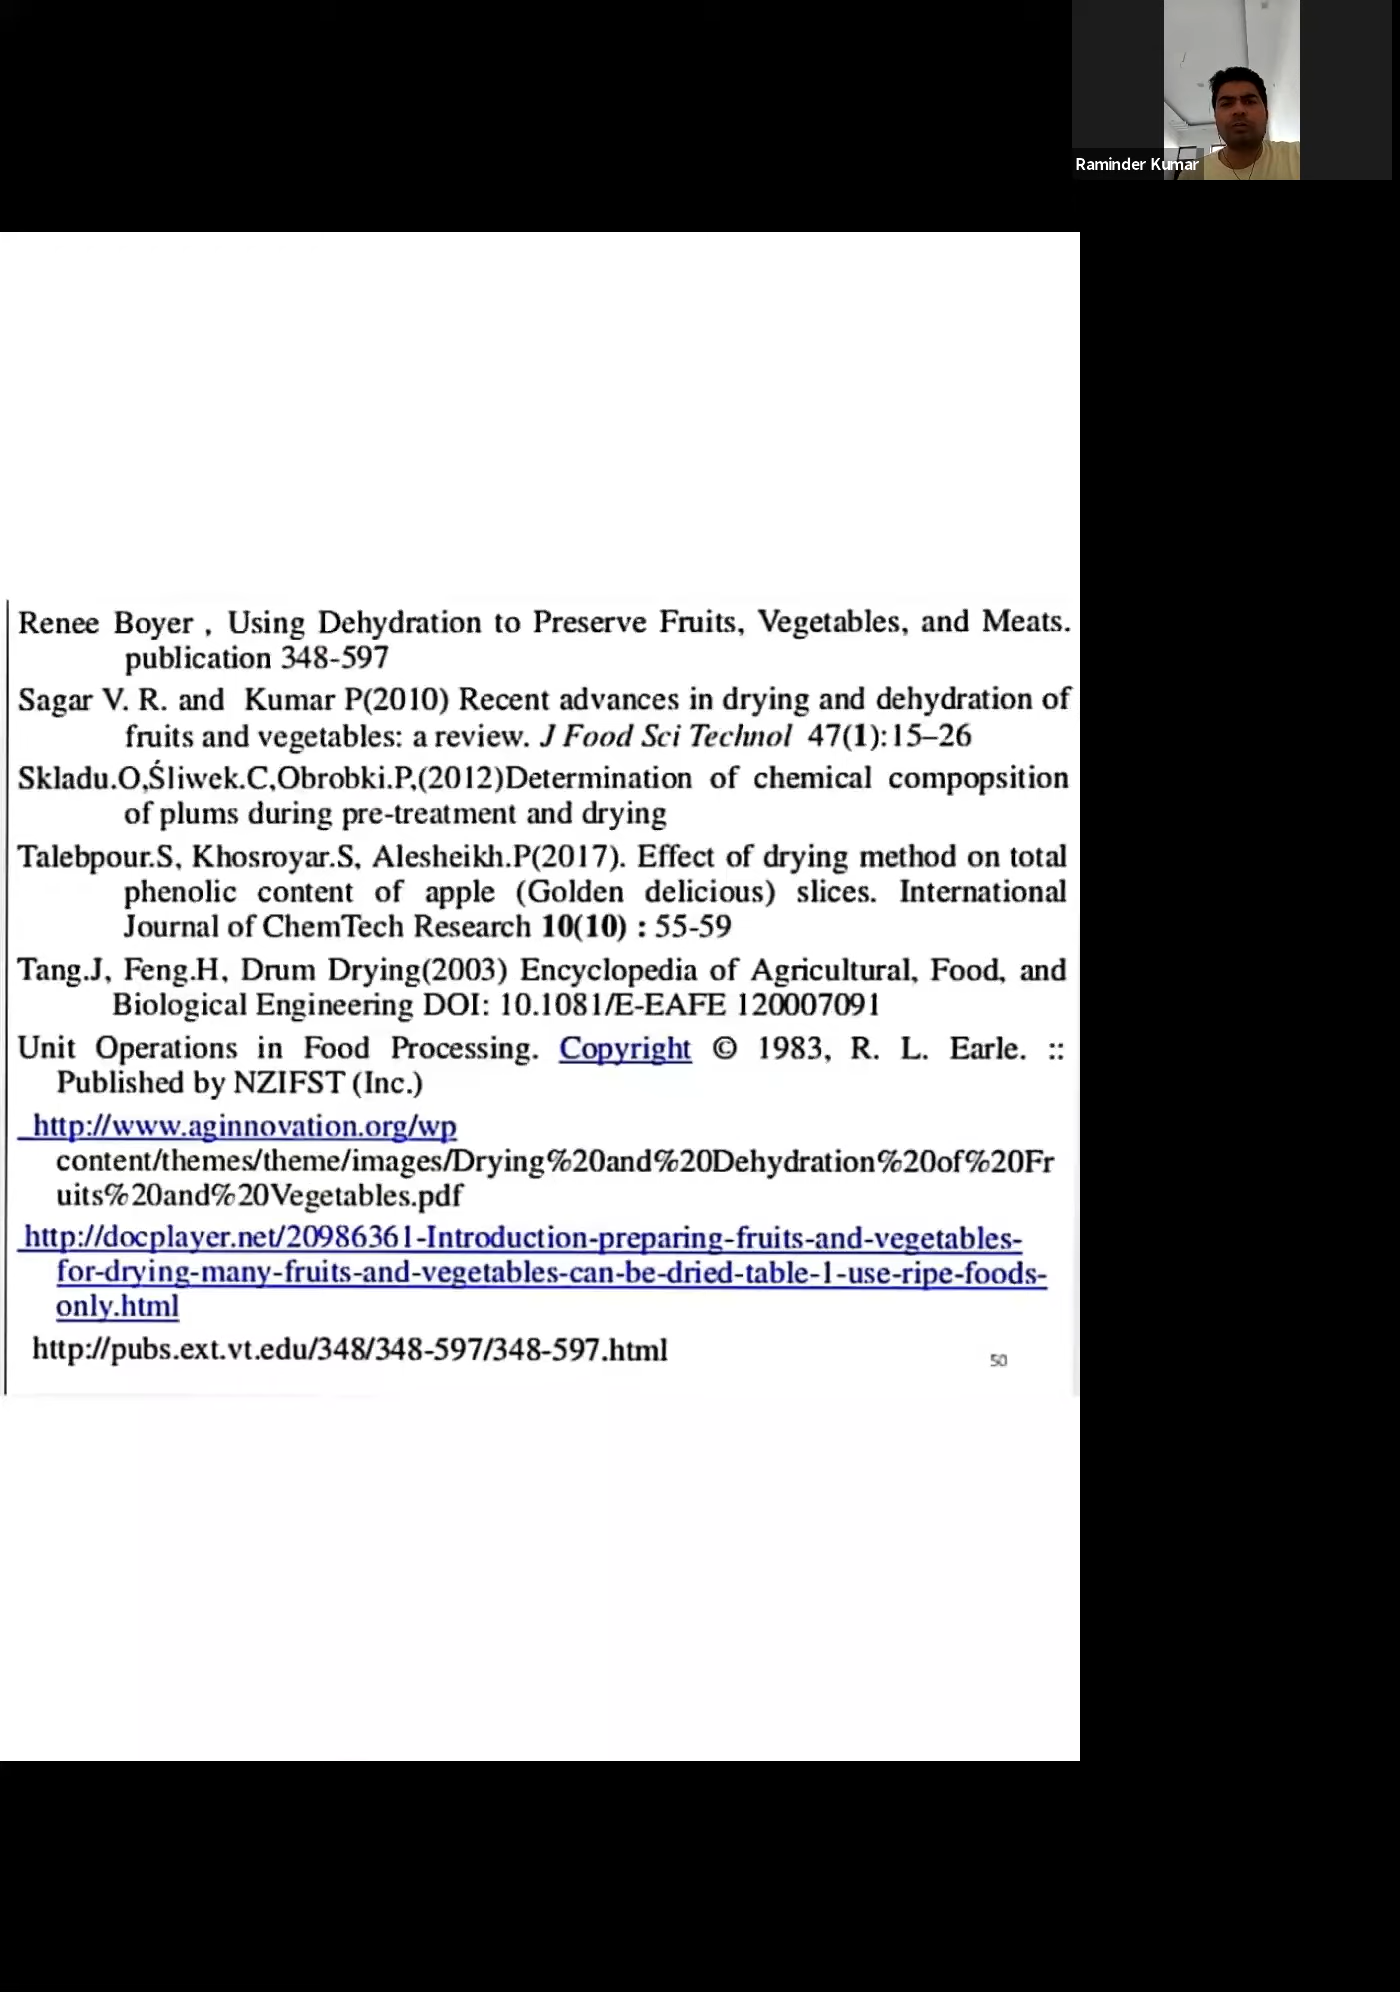 Raminder Kumar
Renee Boyer , Using Dehydration to Preserve Fruits, Vegetables, and Meats.
publication 348-597
Sagar V. R. and Kumar P(2010) Recent advances in drying and dehydration of
fruits and vegetables: a review. J Food Sci Technol 47(1):15–26
Skladu.O,Śliwek.C,Obrobki.P,(2012)Determination of chemical compopsition
of plums during pre-treatment and drying
Talebpour.S, Khosroyar.S, Alesheikh.P(2017). Effect of drying method on total
phenolic content of apple (Golden delicious) slices. International
Journal of ChemTech Research 10(10) : 55-59
Tang.J, Feng.H, Drum Drying(2003) Encyclopedia of Agricultural, Food, and
Biological Engineering DOI: 10.1081/E-EAFE 120007091
Unit Operations in Food Processing. Copyright © 1983, R. L. Earle. ::
Published by NZIFST (Inc.)
http://www.aginnovation.org/wp
content/themes/theme/images/Drying%20and%20Dehydration%20of%20Fr
uits%20and%20Vegetables.pdf
http://docplayer.net/20986361-Introduction-preparing-fruits-and-vegetables-
for-drying-many-fruits-and-vegetables-can-be-dried-table-1-use-ripe-foods-
only.html
http://pubs.ext.vt.edu/348/348-597/348-597.html
50